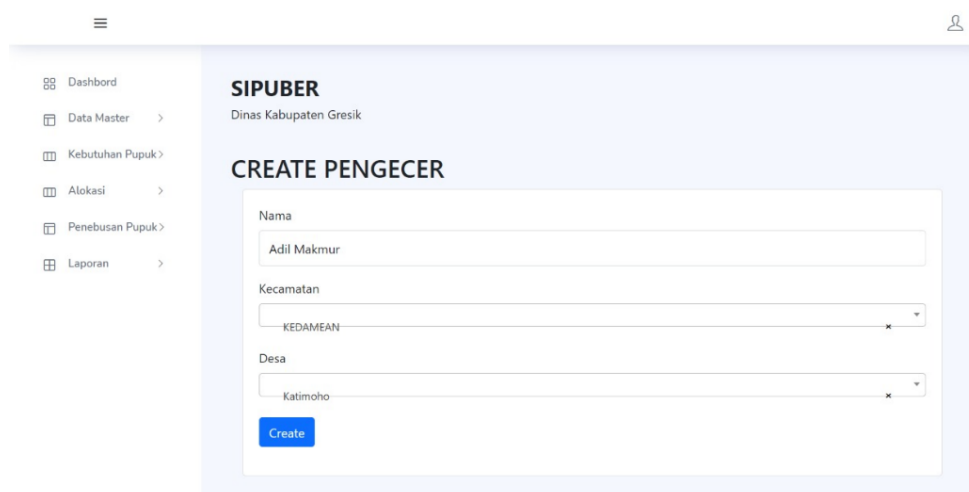 Dashbord
Data Master
Kebutuhan Pupuk
Alokasi
Penebusan Pupuk
Laporan
SIPUBER
Dinas Kabupaten Gresik
CREATE PENGECER
Nama
Adil Makmur
Kecamatan
KEDAMEAN
Desa
Katimoho
Create